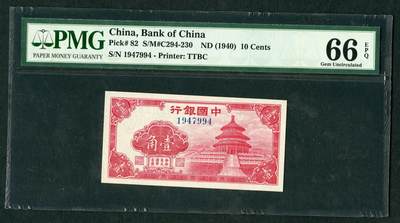 PMG
PAPER MONEY GUARANTY
China, Bank of China
Pick# 82 S/M#C294-230 ND (1940) 10 Cents
S/N 1947994 - Printer: TTBC
66 EPQ
Gem Uncirculated
行銀國中
1947994
角壹